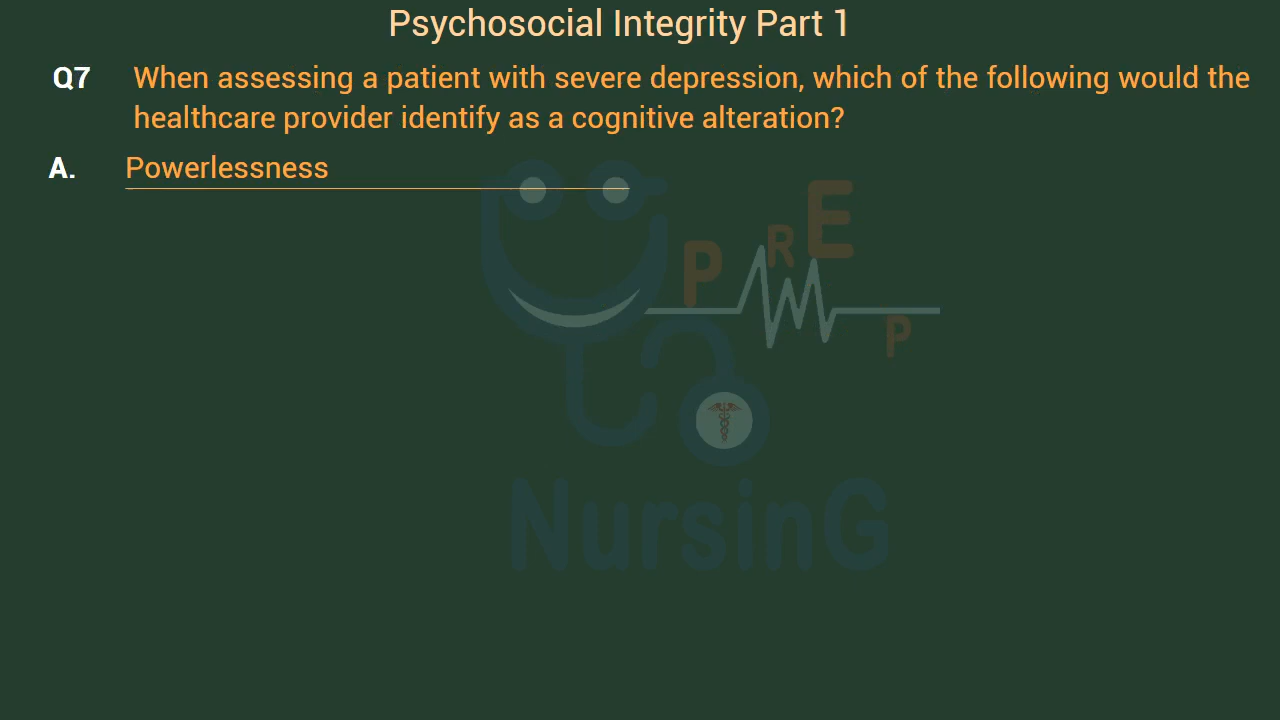 Psychosocial Integrity Part 1
Q7 When assessing a patient with severe depression, which of the following would the
healthcare provider identify as a cognitive alteration?
A. Powerlessness
PREP
NursinG